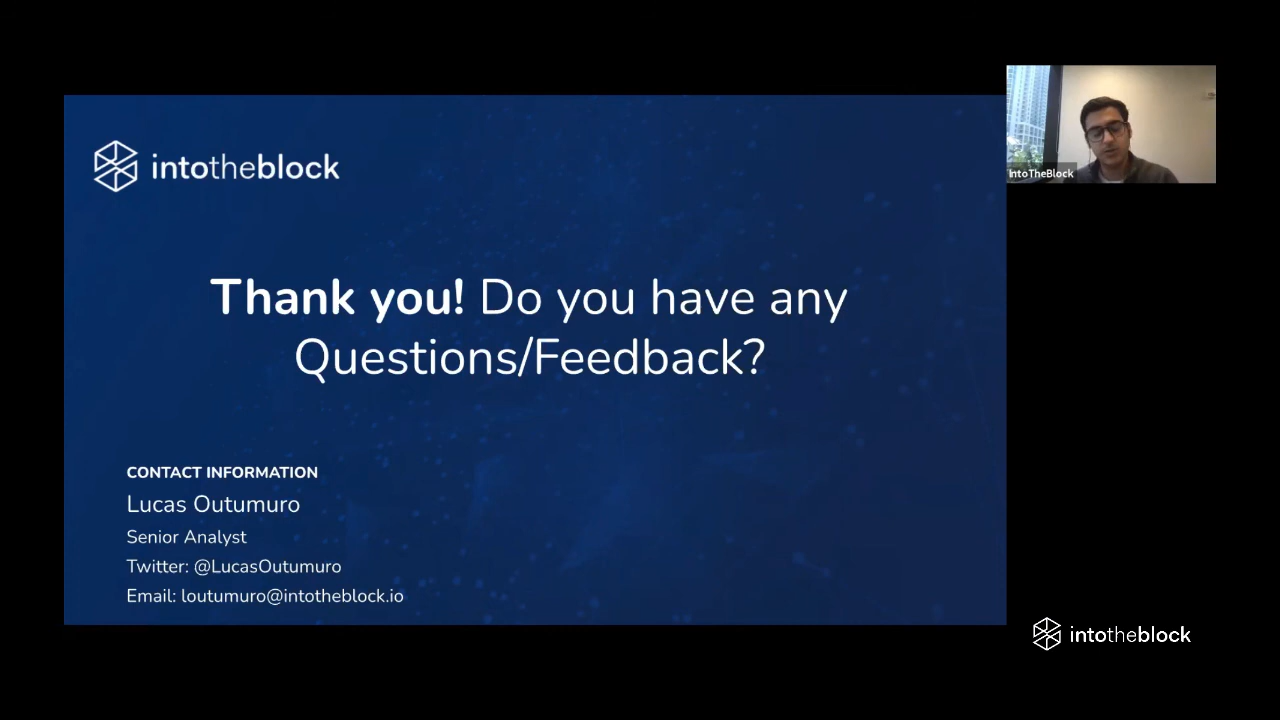 intotheblock
Thank you! Do you have any
Questions/Feedback?
CONTACT INFORMATION
Lucas Outumuro
Senior Analyst
Twitter: @LucasOutumuro
Email: loutumuro@intotheblock.io
IntoTheBlock
intotheblock